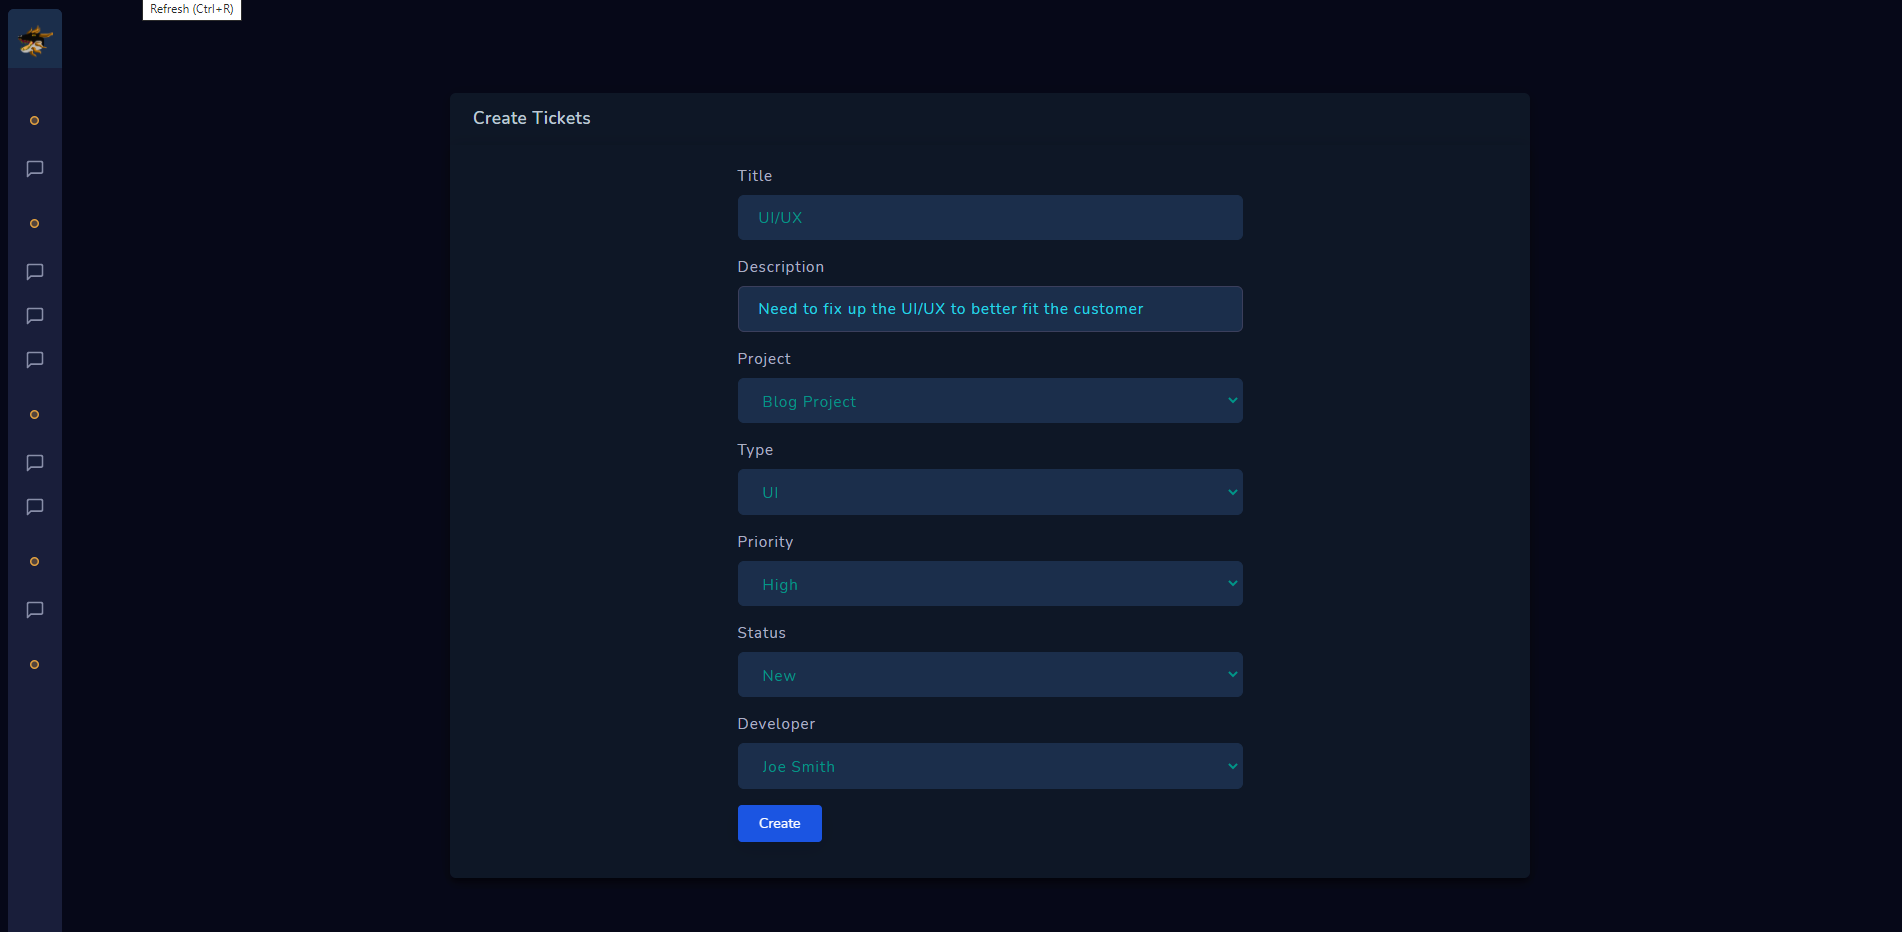 Refresh (Ctrl+R)
Create Tickets
Title
UI/UX
Description
Need to fix up the UI/UX to better fit the customer
Project
Blog Project
Type
UI
Priority
High
Status
New
Developer
Joe Smith
Create